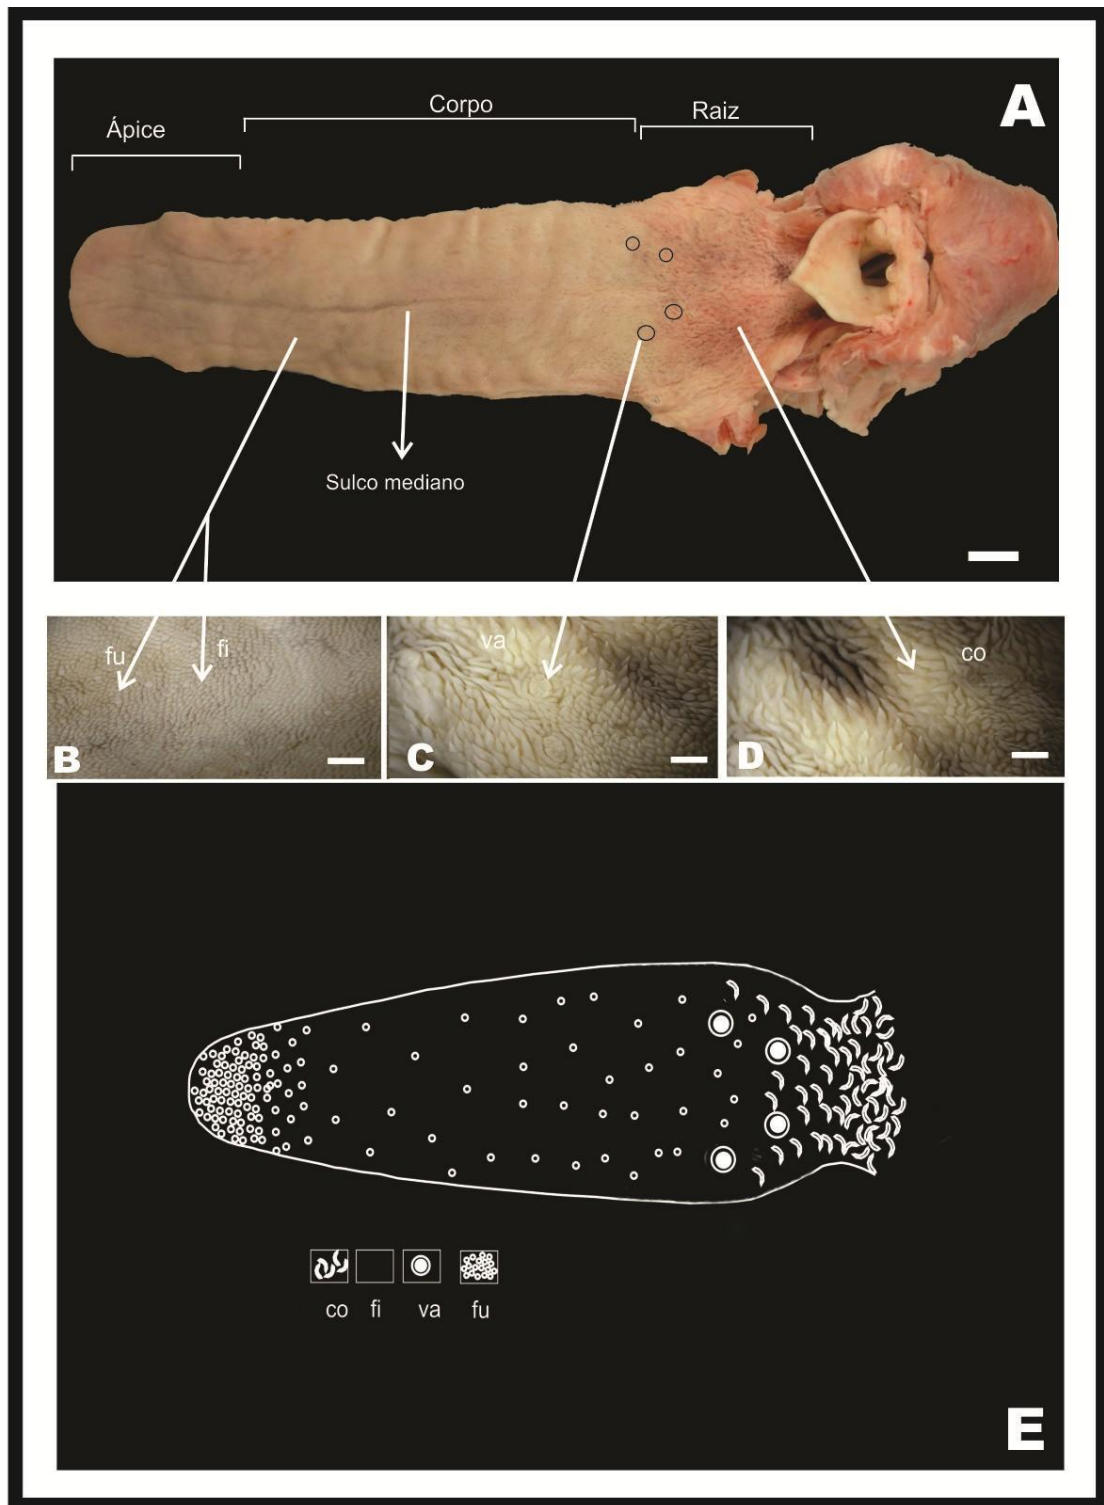 A
Corpo
Raiz
Ápice
Sulco mediano
fu
fi
va
co
B
C
D
co fi va fu
E